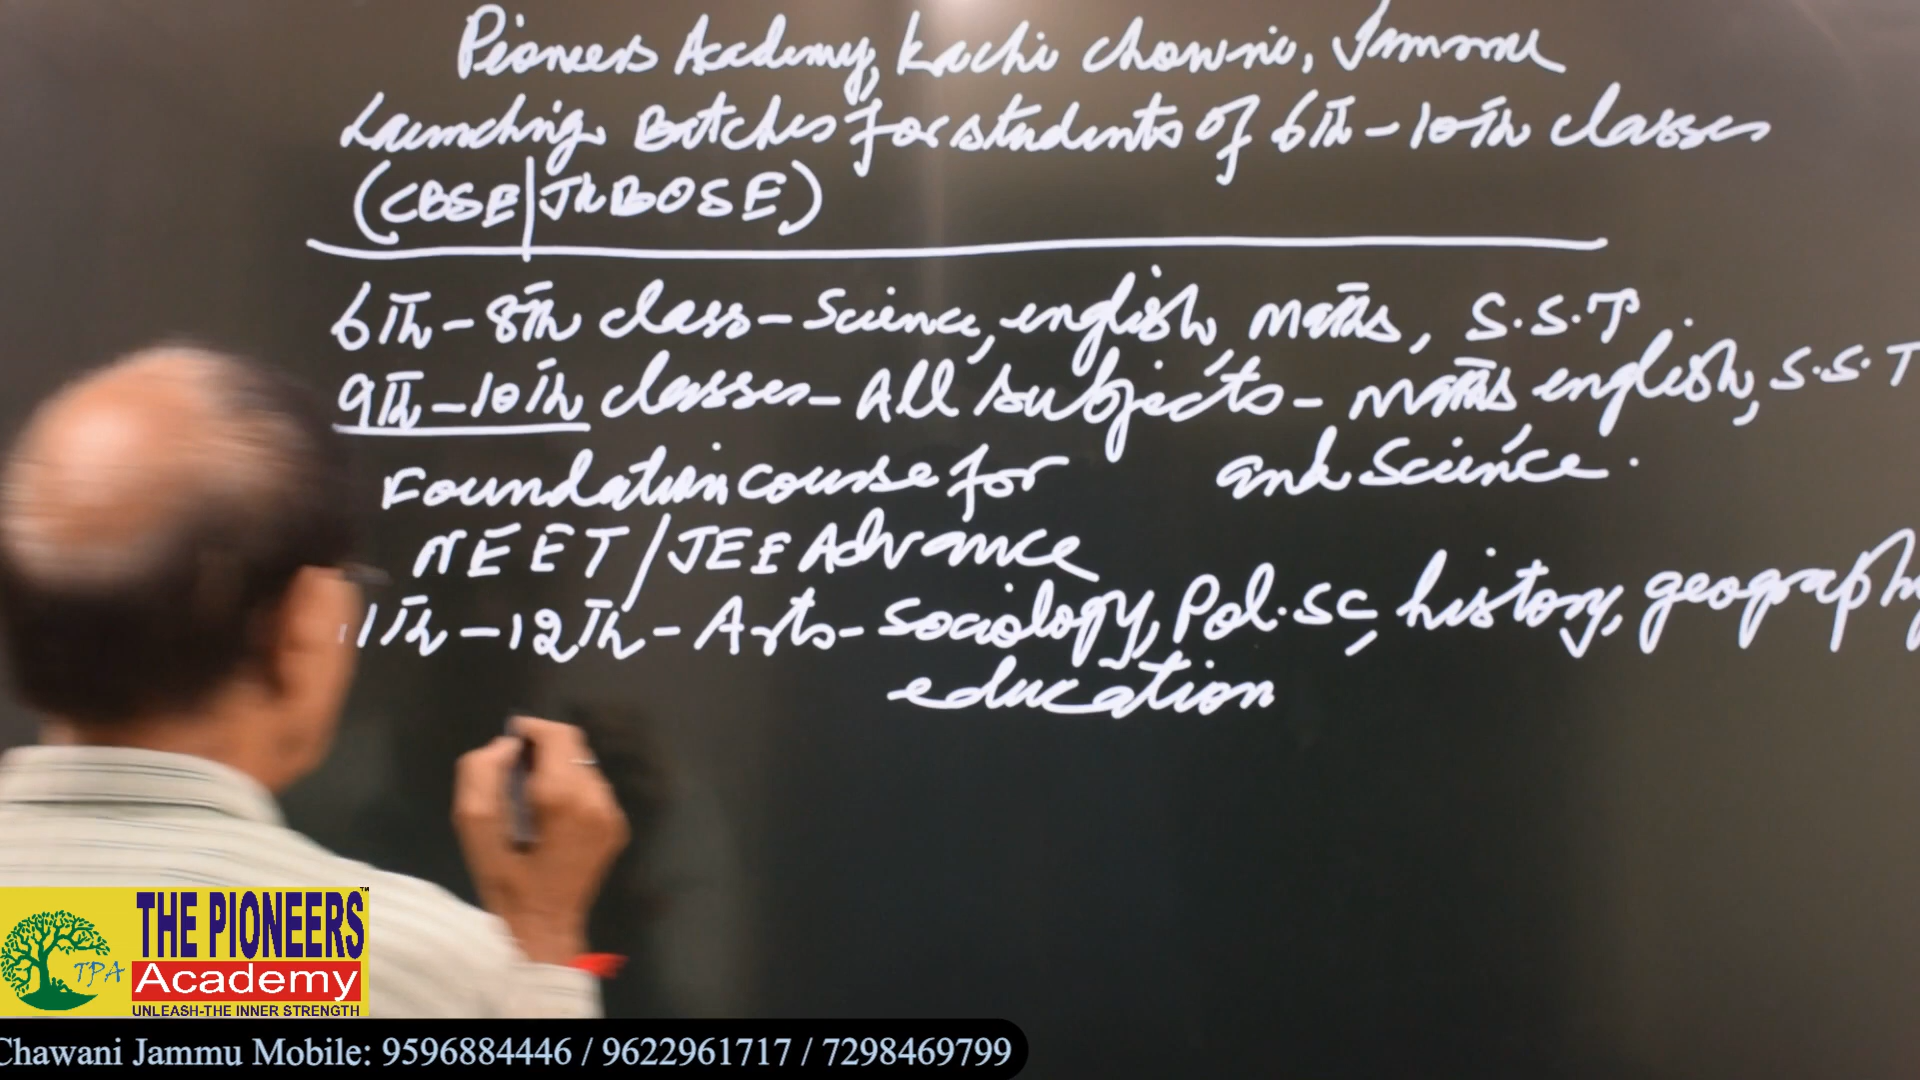 Pioneers Academy, Kachi Chowni, Jammu
Launching Batches for students of 6th - 10th classes
(CBSE|JKBOSE)
6th - 8th class - Science, english, Maths, S.S.T
9th - 10th classes - All subjects - Maths english, S.S.T
and Science.
Foundation course for
NEET/JEE Advance
11th - 12th - Arts - Sociology, Pol. Sc, history, geography
education
THE PIONEERS™
TPA
Academy
UNLEASH-THE INNER STRENGTH
Chawani Jammu Mobile: 9596884446 / 9622961717 / 7298469799